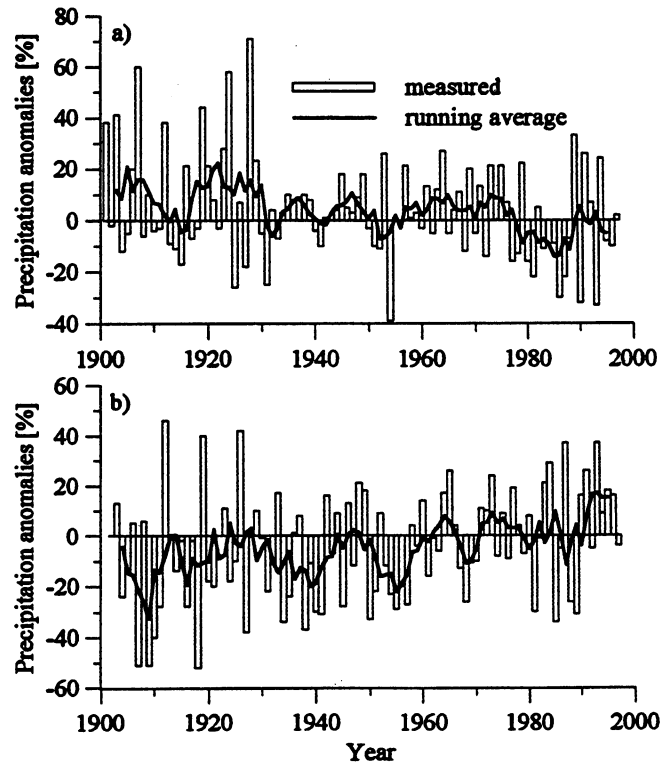 80
a)
60
measured
40
running average
20
0
-20
-40
Precipitation anomalies [%]
1900 1920 1940 1960 1980 2000
60
b)
40
20
0
-20
-40
-60
Precipitation anomalies [%]
1900 1920 1940 1960 1980 2000
Year